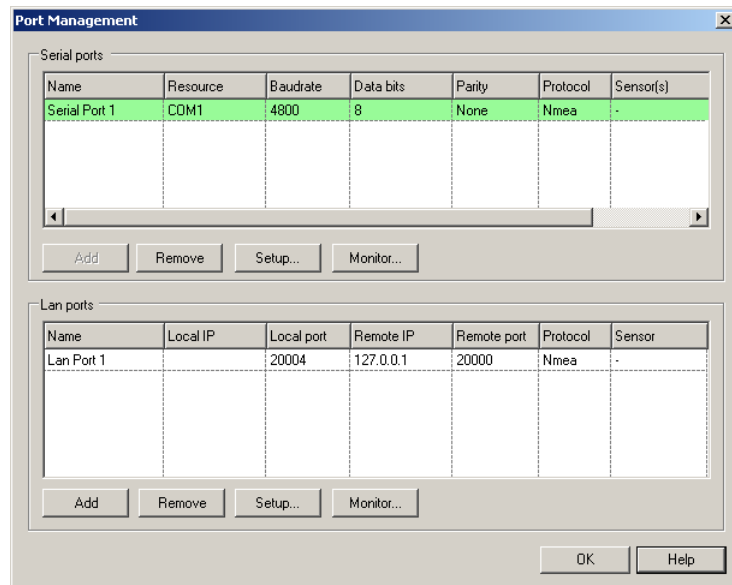 Port Management
Serial ports
Name Resource Baudrate Data bits Parity Protocol Sensor(s)
Serial Port 1 COM1 4800 8 None Nmea -
Add Remove Setup... Monitor...
Lan ports
Name Local IP Local port Remote IP Remote port Protocol Sensor
Lan Port 1 20004 127.0.0.1 20000 Nmea -
Add Remove Setup... Monitor...
OK Help